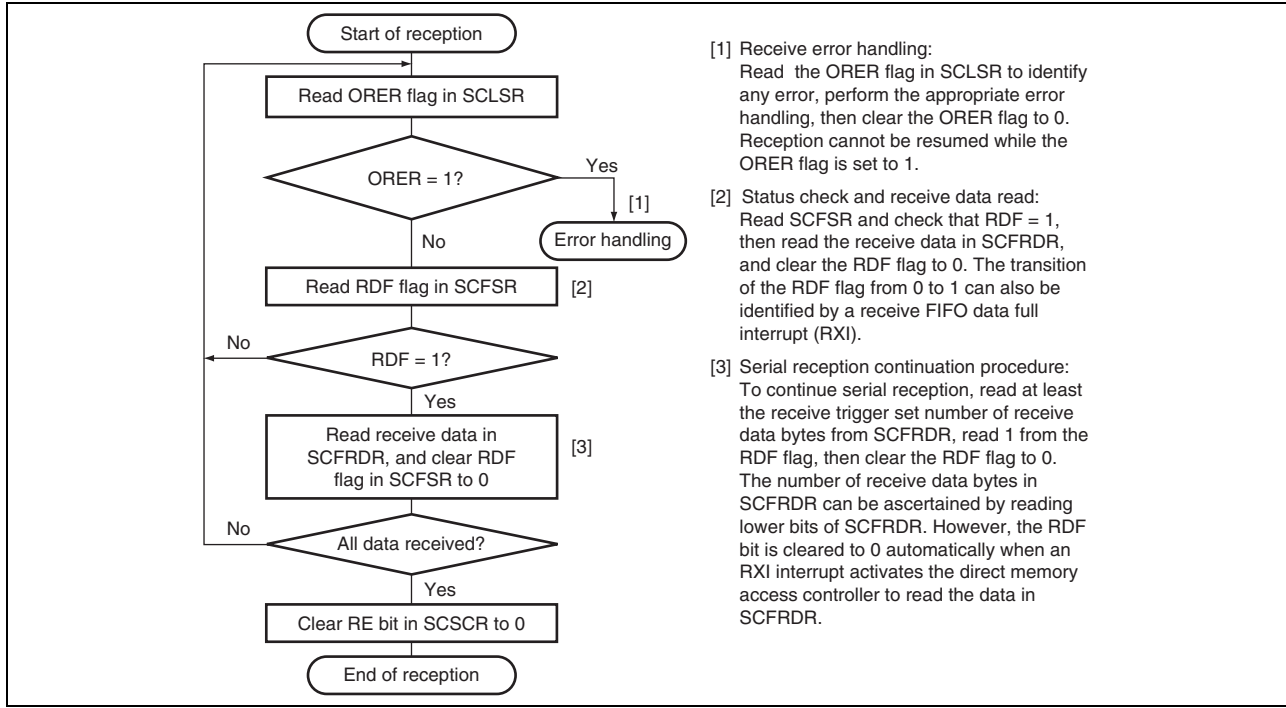 Start of reception
Read ORER flag in SCLSR
ORER = 1?
Yes
[1]
Error handling
No
Read RDF flag in SCFSR
[2]
No
RDF = 1?
Yes
Read receive data in
SCFRDR, and clear RDF
flag in SCFSR to 0
[3]
No
All data received?
Yes
Clear RE bit in SCSCR to 0
End of reception
[1] Receive error handling:
Read the ORER flag in SCLSR to identify
any error, perform the appropriate error
handling, then clear the ORER flag to 0.
Reception cannot be resumed while the
ORER flag is set to 1.
[2] Status check and receive data read:
Read SCFSR and check that RDF = 1,
then read the receive data in SCFRDR,
and clear the RDF flag to 0. The transition
of the RDF flag from 0 to 1 can also be
identified by a receive FIFO data full
interrupt (RXI).
[3] Serial reception continuation procedure:
To continue serial reception, read at least
the receive trigger set number of receive
data bytes from SCFRDR, read 1 from the
RDF flag, then clear the RDF flag to 0.
The number of receive data bytes in
SCFRDR can be ascertained by reading
lower bits of SCFRDR. However, the RDF
bit is cleared to 0 automatically when an
RXI interrupt activates the direct memory
access controller to read the data in
SCFRDR.